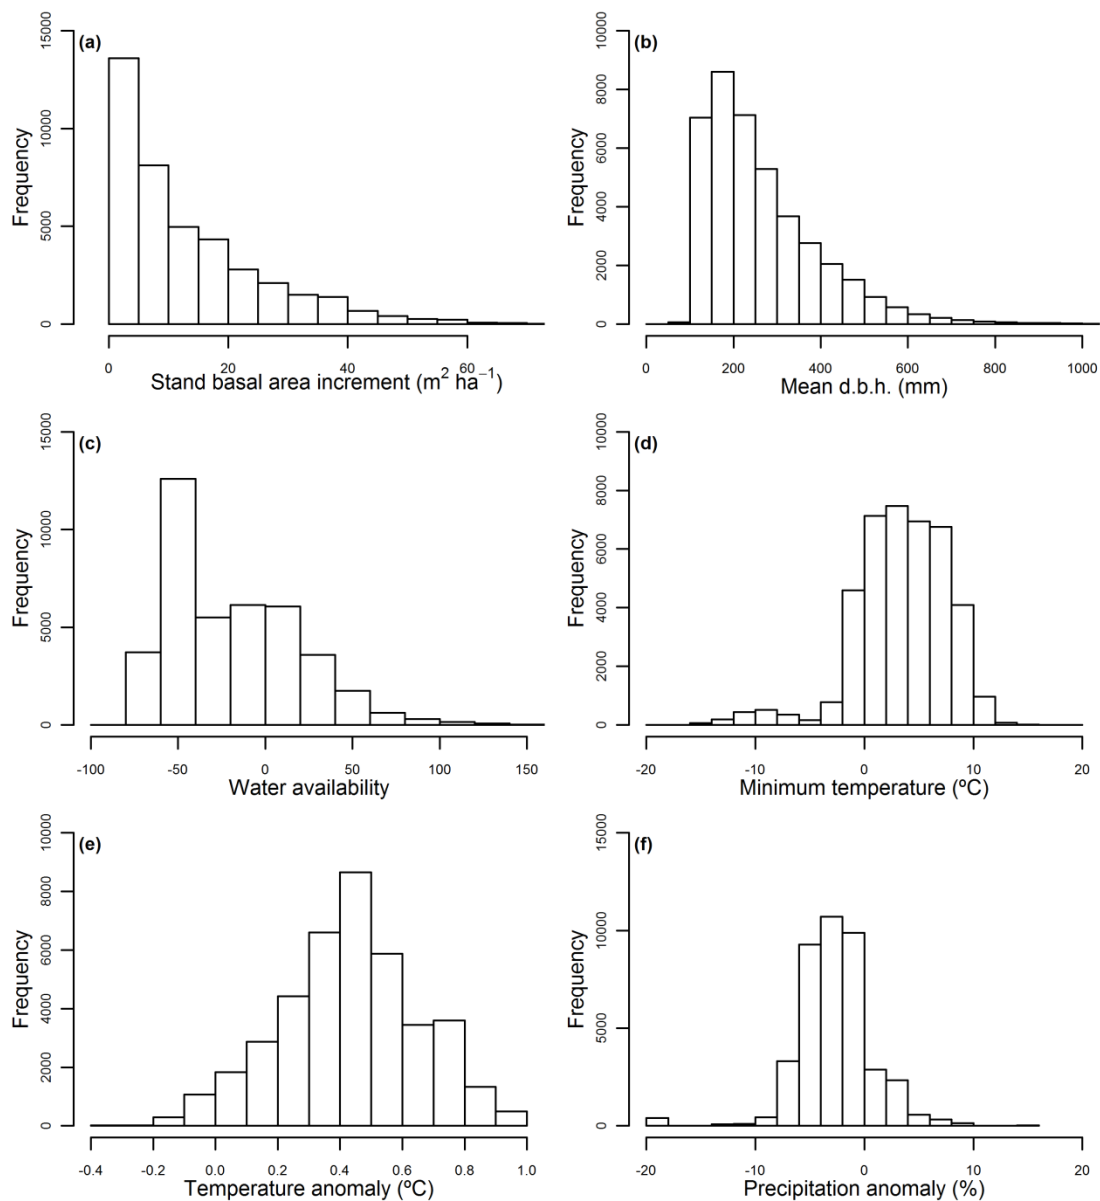 (a)
Frequency
0 5000 10000 15000
0 20 40 60
Stand basal area increment (m² ha⁻¹)
(b)
Frequency
0 2000 4000 6000 8000 10000
0 200 400 600 800 1000
Mean d.b.h. (mm)
(c)
Frequency
0 5000 10000 15000
-100 -50 0 50 100 150
Water availability
(d)
Frequency
0 2000 4000 6000 8000 10000
-20 -10 0 10 20
Minimum temperature (ºC)
(e)
Frequency
0 2000 4000 6000 8000 10000
-0.4 -0.2 0.0 0.2 0.4 0.6 0.8 1.0
Temperature anomaly (ºC)
(f)
Frequency
0 5000 10000 15000
-20 -10 0 10 20
Precipitation anomaly (%)